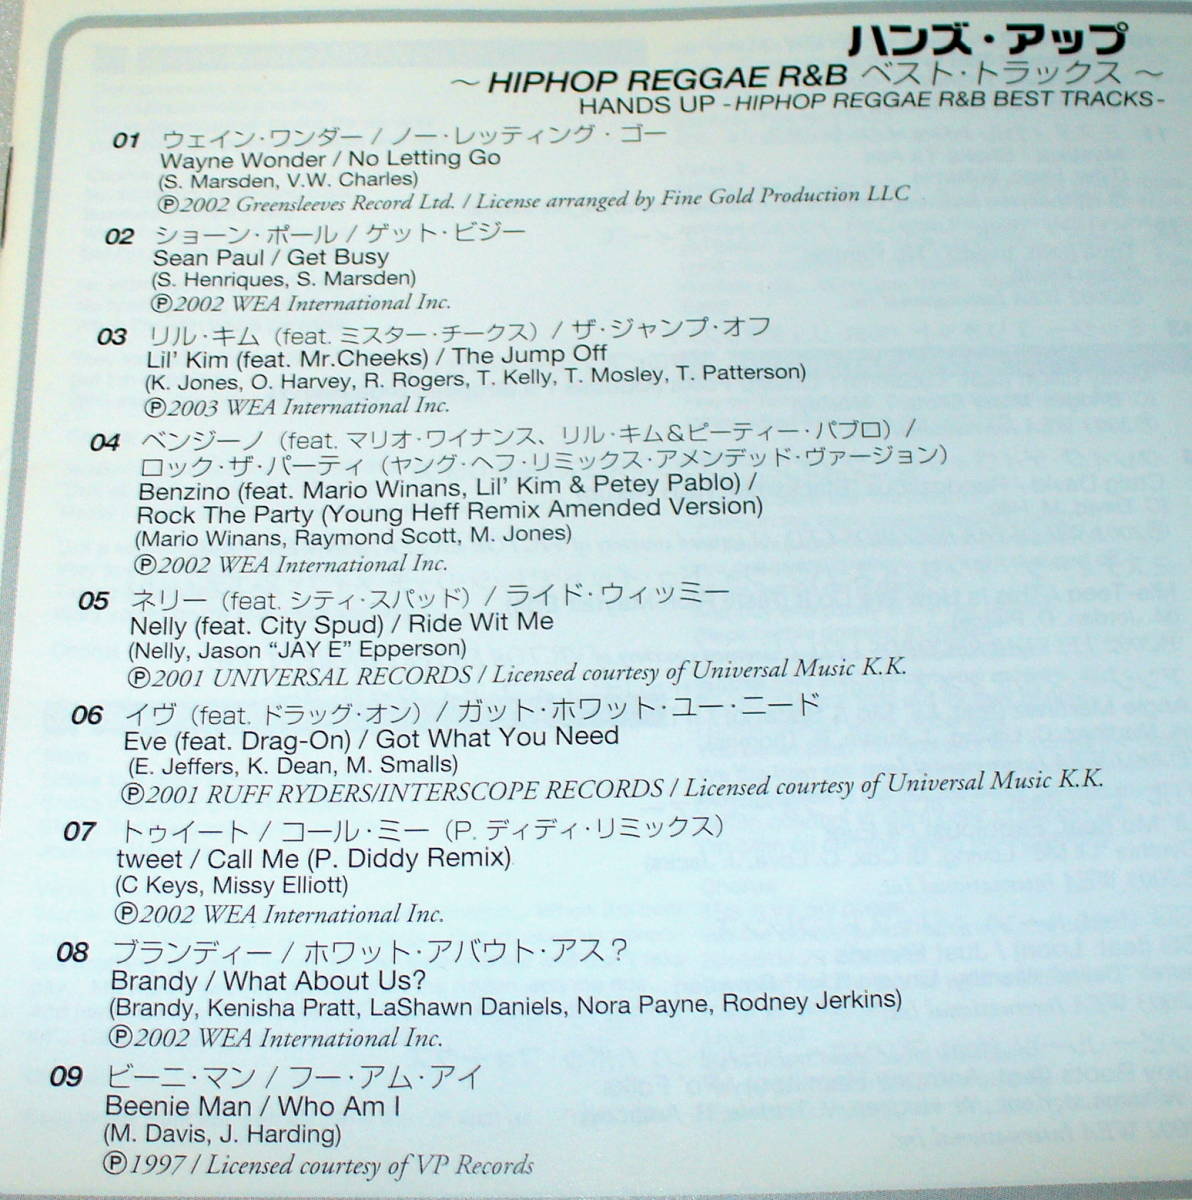 ハンズ・アップ
～ HIPHOP REGGAE R&B ベスト・トラックス ～
HANDS UP -HIPHOP REGGAE R&B BEST TRACKS-
01 ウェイン・ワンダー / ノー・レッティング・ゴー
Wayne Wonder / No Letting Go
(S. Marsden, V.W. Charles)
Ⓟ2002 Greensleeves Record Ltd. / License arranged by Fine Gold Production LLC
02 ショーン・ポール / ゲット・ビジー
Sean Paul / Get Busy
(S. Henriques, S. Marsden)
Ⓟ2002 WEA International Inc.
03 リル・キム（feat. ミスター・チークス）/ ザ・ジャンプ・オフ
Lil' Kim (feat. Mr.Cheeks) / The Jump Off
(K. Jones, O. Harvey, R. Rogers, T. Kelly, T. Mosley, T. Patterson)
Ⓟ2003 WEA International Inc.
04 ベンジーノ（feat. マリオ・ワイナンス、リル・キム&ピーティー・パブロ）/
ロック・ザ・パーティ（ヤング・ヘフ・リミックス・アメンデッド・ヴァージョン）
Benzino (feat. Mario Winans, Lil' Kim & Petey Pablo) /
Rock The Party (Young Heff Remix Amended Version)
(Mario Winans, Raymond Scott, M. Jones)
Ⓟ2002 WEA International Inc.
05 ネリー（feat. シティ・スパッド）/ ライド・ウィッミー
Nelly (feat. City Spud) / Ride Wit Me
(Nelly, Jason “JAY E” Epperson)
Ⓟ2001 UNIVERSAL RECORDS / Licensed courtesy of Universal Music K.K.
06 イヴ（feat. ドラッグ・オン）/ ガット・ホワット・ユー・ニード
Eve (feat. Drag-On) / Got What You Need
(E. Jeffers, K. Dean, M. Smalls)
Ⓟ2001 RUFF RYDERS/INTERSCOPE RECORDS / Licensed courtesy of Universal Music K.K.
07 トゥイート / コール・ミー（P. ディディ・リミックス）
tweet / Call Me (P. Diddy Remix)
(C Keys, Missy Elliott)
Ⓟ2002 WEA International Inc.
08 ブランディー / ホワット・アバウト・アス？
Brandy / What About Us?
(Brandy, Kenisha Pratt, LaShawn Daniels, Nora Payne, Rodney Jerkins)
Ⓟ2002 WEA International Inc.
09 ビーニ・マン / フー・アム・アイ
Beenie Man / Who Am I
(M. Davis, J. Harding)
Ⓟ1997 / Licensed courtesy of VP Records